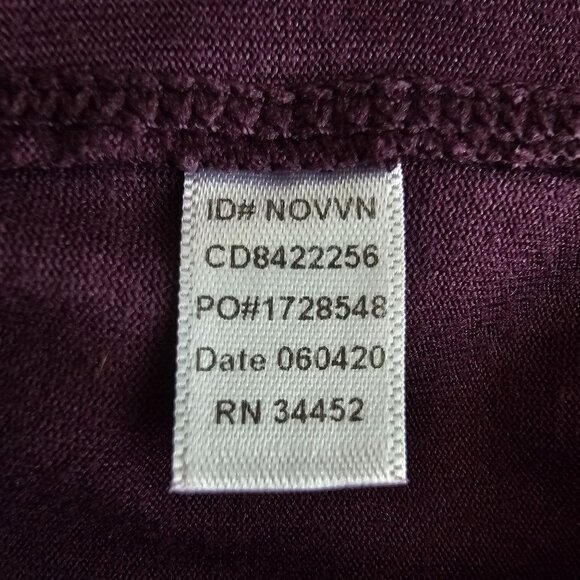 ID# NOVVN
CD8422256
PO#1728548
Date 060420
RN 34452